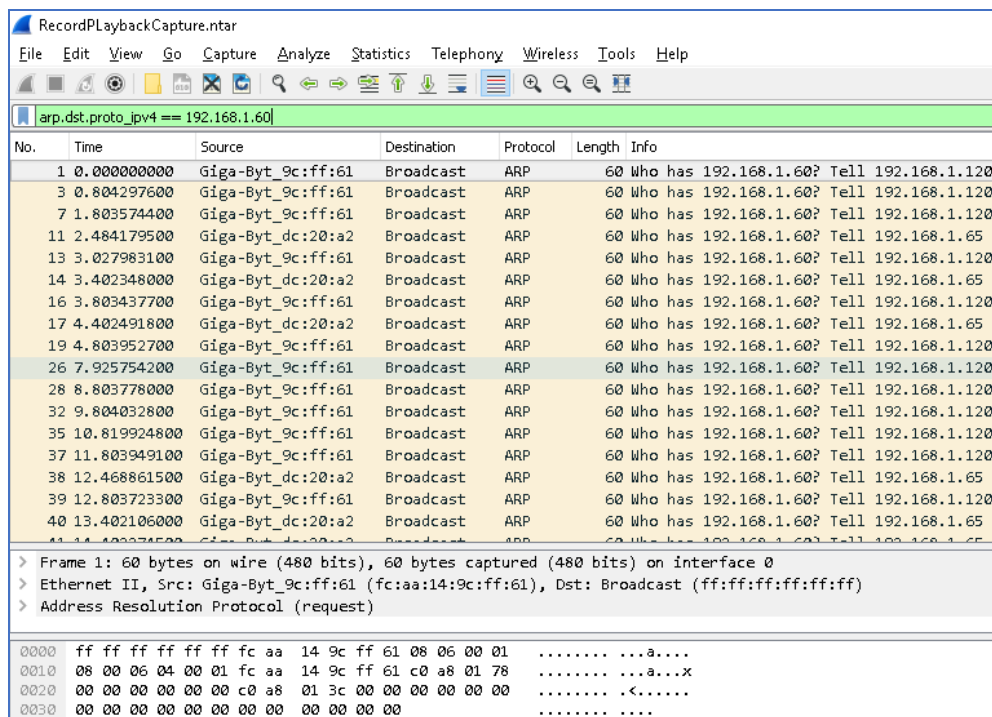 RecordPLaybackCapture.ntar
File Edit View Go Capture Analyze Statistics Telephony Wireless Tools Help
arp.dst.proto_ipv4 == 192.168.1.60
No. Time Source Destination Protocol Length Info
1 0.000000000 Giga-Byt_9c:ff:61 Broadcast ARP 60 Who has 192.168.1.60? Tell 192.168.1.120
3 0.804297600 Giga-Byt_9c:ff:61 Broadcast ARP 60 Who has 192.168.1.60? Tell 192.168.1.120
7 1.803574400 Giga-Byt_9c:ff:61 Broadcast ARP 60 Who has 192.168.1.60? Tell 192.168.1.120
11 2.484179500 Giga-Byt_dc:20:a2 Broadcast ARP 60 Who has 192.168.1.60? Tell 192.168.1.65
13 3.027983100 Giga-Byt_9c:ff:61 Broadcast ARP 60 Who has 192.168.1.60? Tell 192.168.1.120
14 3.402348000 Giga-Byt_dc:20:a2 Broadcast ARP 60 Who has 192.168.1.60? Tell 192.168.1.65
16 3.803437700 Giga-Byt_9c:ff:61 Broadcast ARP 60 Who has 192.168.1.60? Tell 192.168.1.120
17 4.402491800 Giga-Byt_dc:20:a2 Broadcast ARP 60 Who has 192.168.1.60? Tell 192.168.1.65
19 4.803952700 Giga-Byt_9c:ff:61 Broadcast ARP 60 Who has 192.168.1.60? Tell 192.168.1.120
26 7.925754200 Giga-Byt_9c:ff:61 Broadcast ARP 60 Who has 192.168.1.60? Tell 192.168.1.120
28 8.803778000 Giga-Byt_9c:ff:61 Broadcast ARP 60 Who has 192.168.1.60? Tell 192.168.1.120
32 9.804032800 Giga-Byt_9c:ff:61 Broadcast ARP 60 Who has 192.168.1.60? Tell 192.168.1.120
35 10.819924800 Giga-Byt_9c:ff:61 Broadcast ARP 60 Who has 192.168.1.60? Tell 192.168.1.120
37 11.803949100 Giga-Byt_9c:ff:61 Broadcast ARP 60 Who has 192.168.1.60? Tell 192.168.1.120
38 12.468861500 Giga-Byt_dc:20:a2 Broadcast ARP 60 Who has 192.168.1.60? Tell 192.168.1.65
39 12.803723300 Giga-Byt_9c:ff:61 Broadcast ARP 60 Who has 192.168.1.60? Tell 192.168.1.120
40 13.402106000 Giga-Byt_dc:20:a2 Broadcast ARP 60 Who has 192.168.1.60? Tell 192.168.1.65
> Frame 1: 60 bytes on wire (480 bits), 60 bytes captured (480 bits) on interface 0
> Ethernet II, Src: Giga-Byt_9c:ff:61 (fc:aa:14:9c:ff:61), Dst: Broadcast (ff:ff:ff:ff:ff:ff)
> Address Resolution Protocol (request)
0000 ff ff ff ff ff ff fc aa 14 9c ff 61 08 06 00 01 ........ ...a....
0010 08 00 06 04 00 01 fc aa 14 9c ff 61 c0 a8 01 78 ........ ...a...x
0020 00 00 00 00 00 00 c0 a8 01 3c 00 00 00 00 00 00 ........ .<......
0030 00 00 00 00 00 00 00 00 00 00 00 00 ........ ....